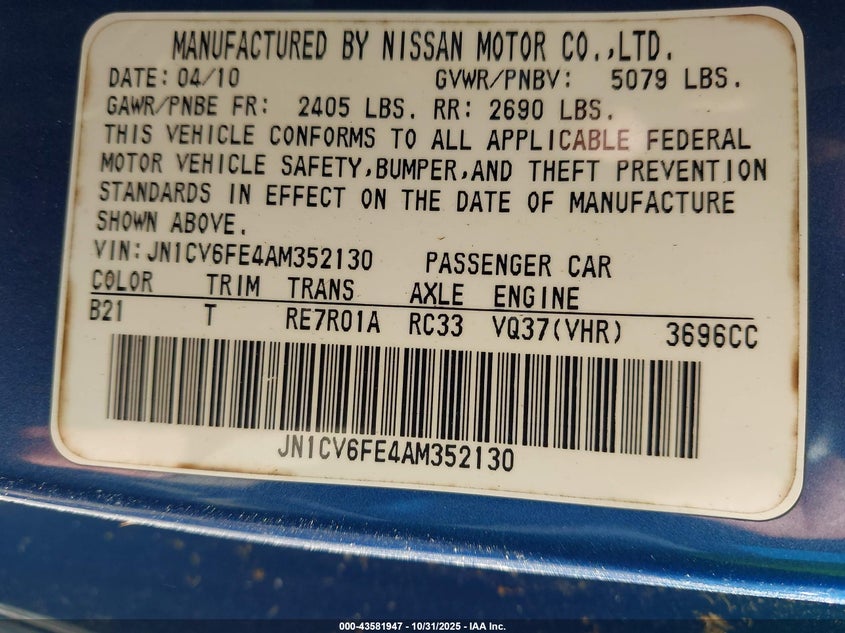 MANUFACTURED BY NISSAN MOTOR CO.,LTD.
DATE: 04/10 GVWR/PNBV: 5079 LBS.
GAWR/PNBE FR: 2405 LBS. RR: 2690 LBS.
THIS VEHICLE CONFORMS TO ALL APPLICABLE FEDERAL
MOTOR VEHICLE SAFETY,BUMPER,AND THEFT PREVENTION
STANDARDS IN EFFECT ON THE DATE OF MANUFACTURE
SHOWN ABOVE.
VIN:JN1CV6FE4AM352130 PASSENGER CAR
COLOR TRIM TRANS AXLE ENGINE
B21 T RE7R01A RC33 VQ37(VHR) 3696CC
JN1CV6FE4AM352130
000-43581947 - 10/31/2025 - IAA Inc.